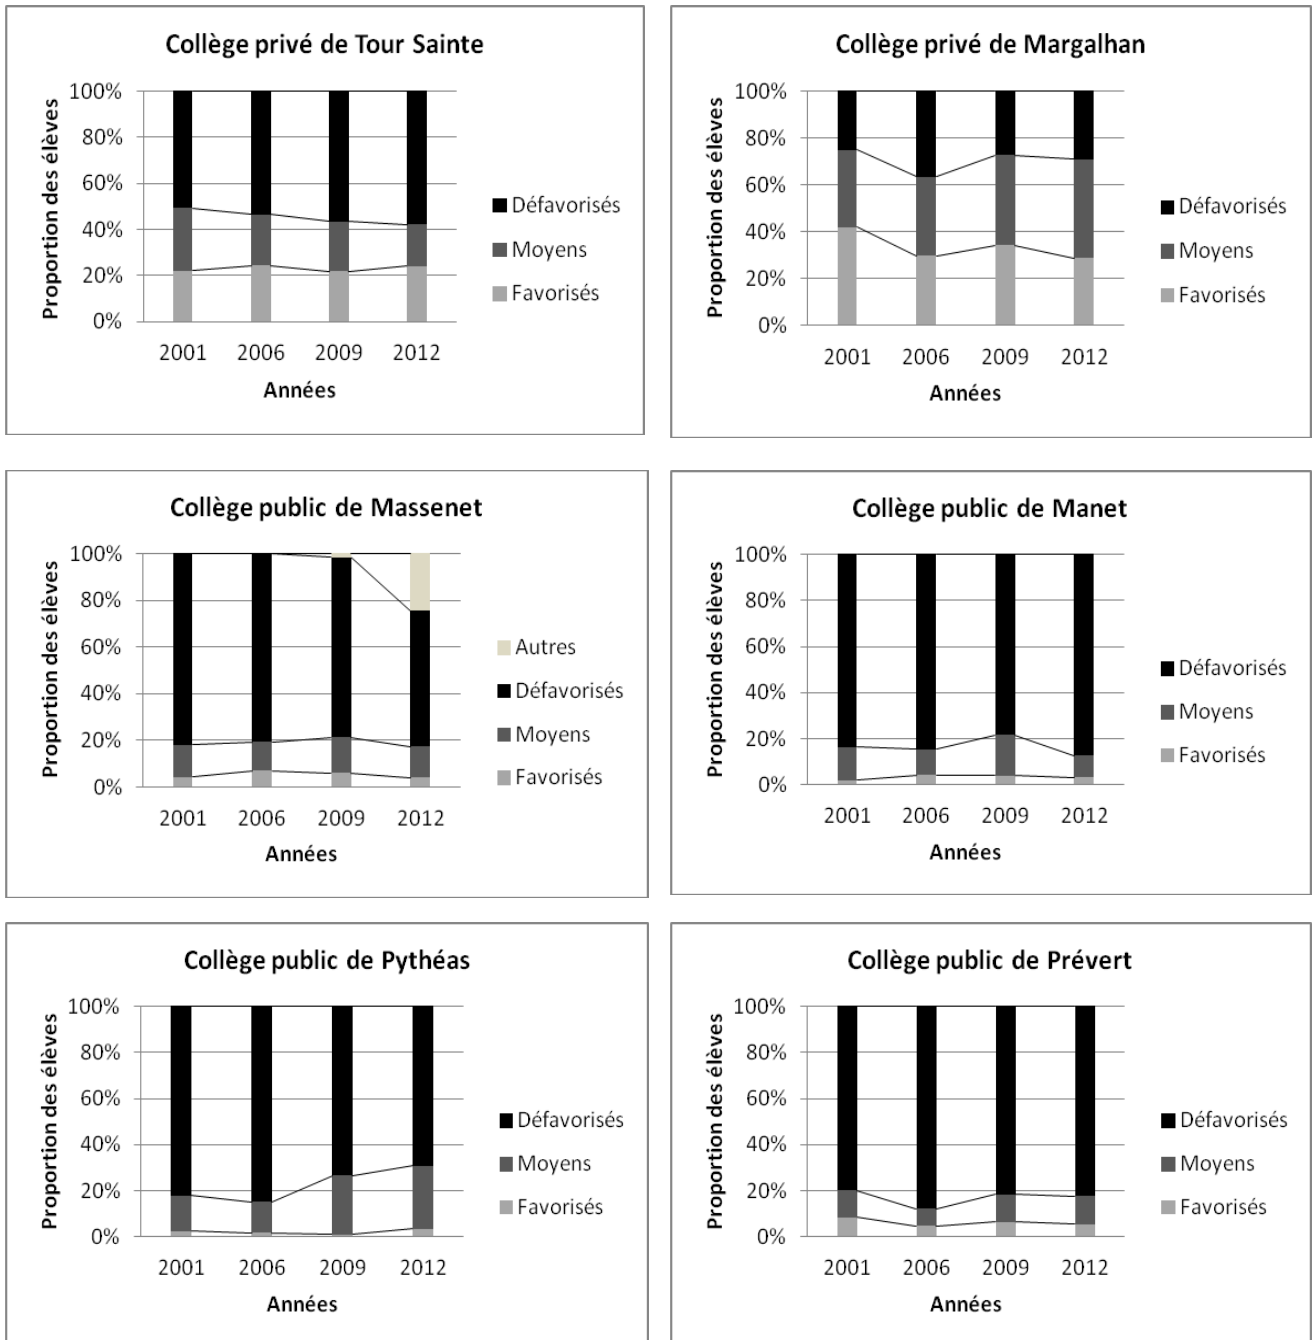 Collège privé de Tour Sainte
Proportion des élèves
100%
80%
60%
40%
20%
0%
2001 2006 2009 2012
Années
Défavorisés
Moyens
Favorisés
Collège privé de Margalhan
Proportion des élèves
100%
80%
60%
40%
20%
0%
2001 2006 2009 2012
Années
Défavorisés
Moyens
Favorisés
Collège public de Massenet
Proportion des élèves
100%
80%
60%
40%
20%
0%
2001 2006 2009 2012
Années
Autres
Défavorisés
Moyens
Favorisés
Collège public de Manet
Proportion des élèves
100%
80%
60%
40%
20%
0%
2001 2006 2009 2012
Années
Défavorisés
Moyens
Favorisés
Collège public de Pythéas
Proportion des élèves
100%
80%
60%
40%
20%
0%
2001 2006 2009 2012
Années
Défavorisés
Moyens
Favorisés
Collège public de Prévert
Proportion des élèves
100%
80%
60%
40%
20%
0%
2001 2006 2009 2012
Années
Défavorisés
Moyens
Favorisés